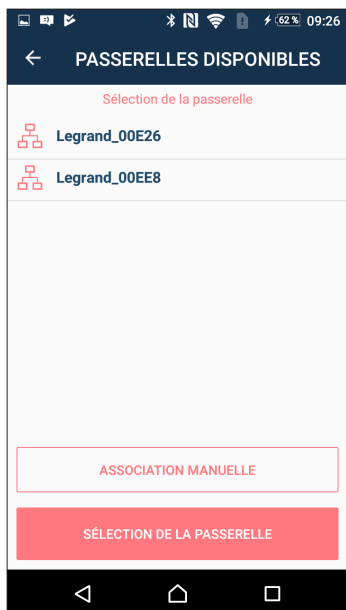 62 % 09:26
PASSERELLES DISPONIBLES
Sélection de la passerelle
Legrand_00E26
Legrand_00EE8
ASSOCIATION MANUELLE
SÉLECTION DE LA PASSERELLE